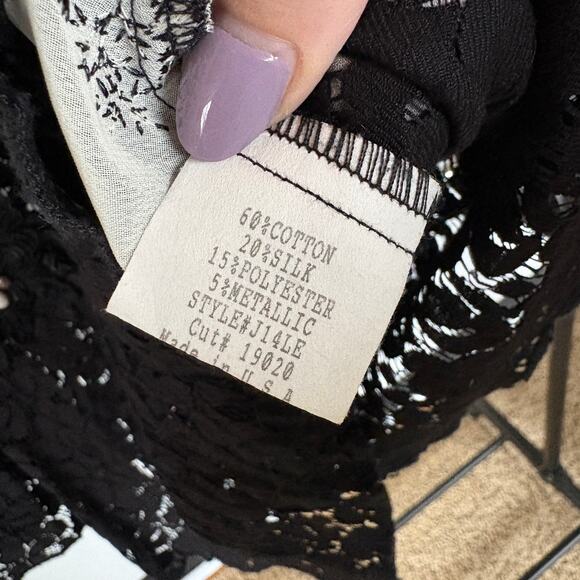 60%COTTON
20%SILK
15%POLYESTER
5%METALLIC
STYLE#J14LE
Cut# 19020
Made in U.S.A